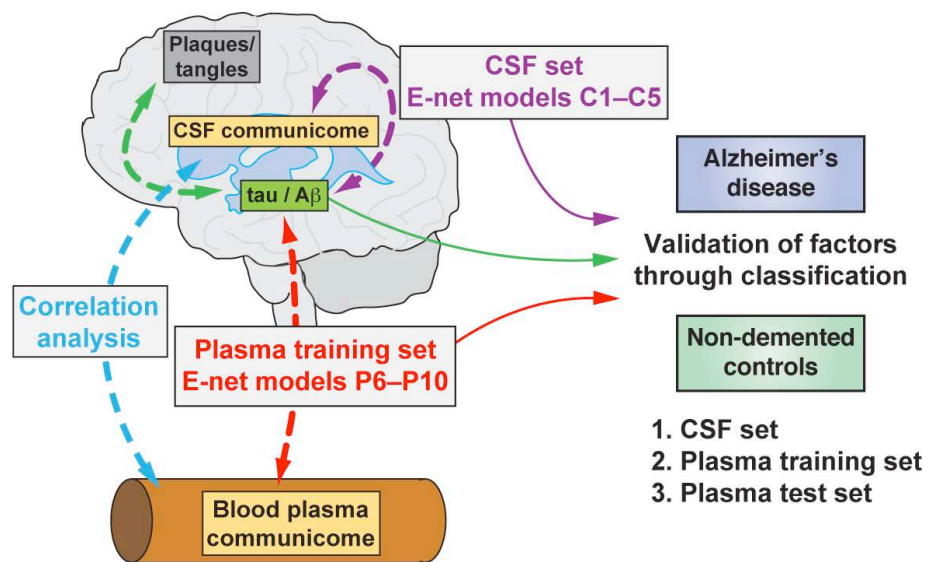 Plaques/
tangles
CSF communicome
tau / Aβ
CSF set
E-net models C1–C5
Alzheimer's
disease
Validation of factors
through classification
Non-demented
controls
Correlation
analysis
Plasma training set
E-net models P6–P10
1. CSF set
2. Plasma training set
3. Plasma test set
Blood plasma
communicome